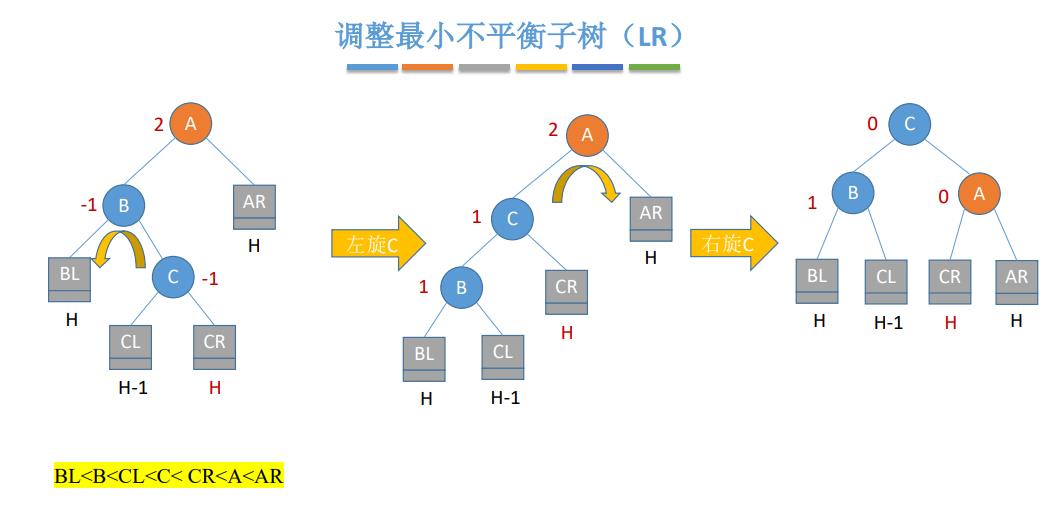 调整最小不平衡子树（LR）
2 A
-1 B
AR
H
BL
H
C -1
CL
H-1
CR
H
左旋C
2 A
1 C
AR
H
1 B
CR
H
BL
H
CL
H-1
右旋C
0 C
1 B
0 A
BL
H
CL
H-1
CR
H
AR
H
BL<B<CL<C< CR<A<AR